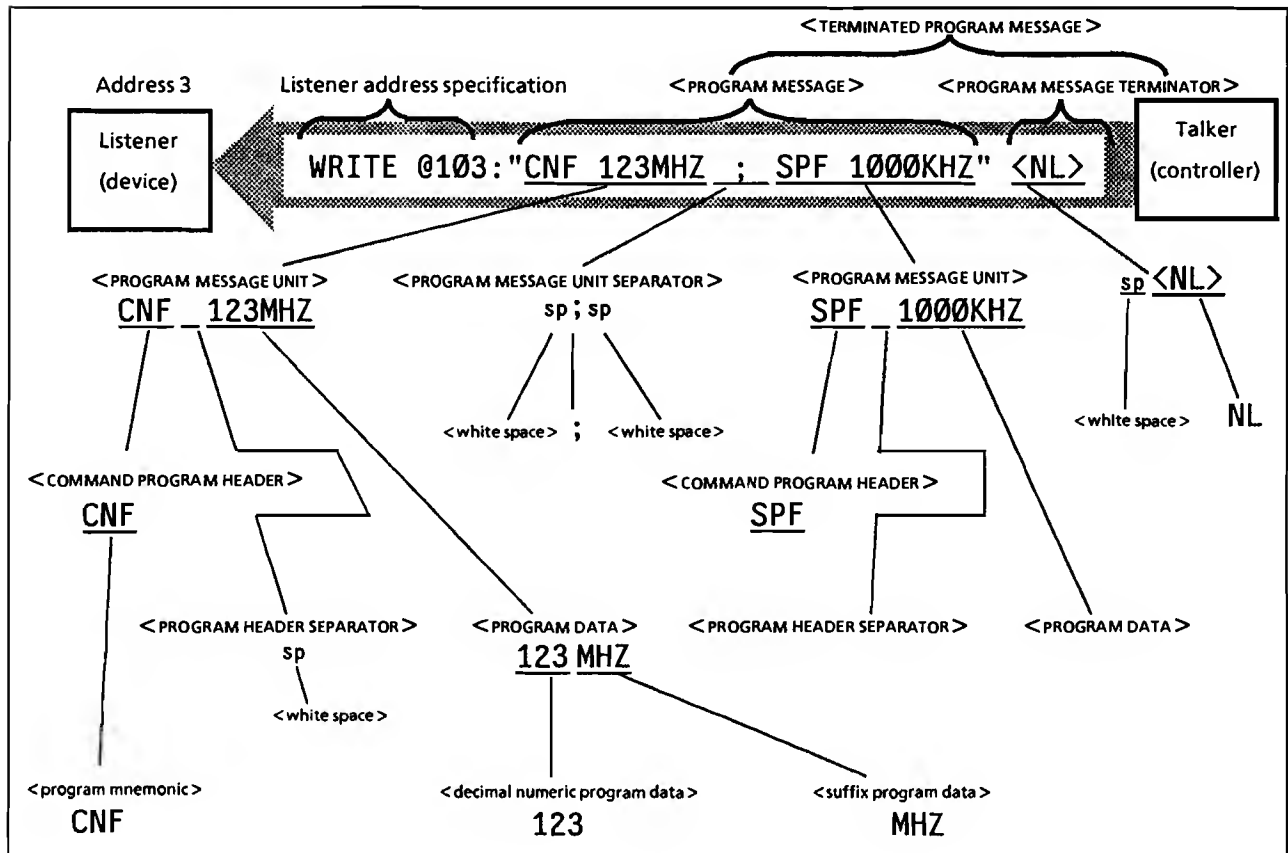 <TERMINATED PROGRAM MESSAGE>
Address 3 Listener address specification <PROGRAM MESSAGE> <PROGRAM MESSAGE TERMINATOR>
Listener
(device)
WRITE @103:"CNF 123MHZ ; SPF 1000KHZ" <NL>
Talker
(controller)
<PROGRAM MESSAGE UNIT> <PROGRAM MESSAGE UNIT SEPARATOR> <PROGRAM MESSAGE UNIT>
CNF _ 123MHZ sp;sp SPF _ 1000KHZ sp <NL>
<white space> ; <white space> <white space> NL
<COMMAND PROGRAM HEADER> <COMMAND PROGRAM HEADER>
CNF SPF
<PROGRAM HEADER SEPARATOR> <PROGRAM DATA> <PROGRAM HEADER SEPARATOR> <PROGRAM DATA>
sp 123 MHZ
<white space>
<program mnemonic> <decimal numeric program data> <suffix program data>
CNF 123 MHZ